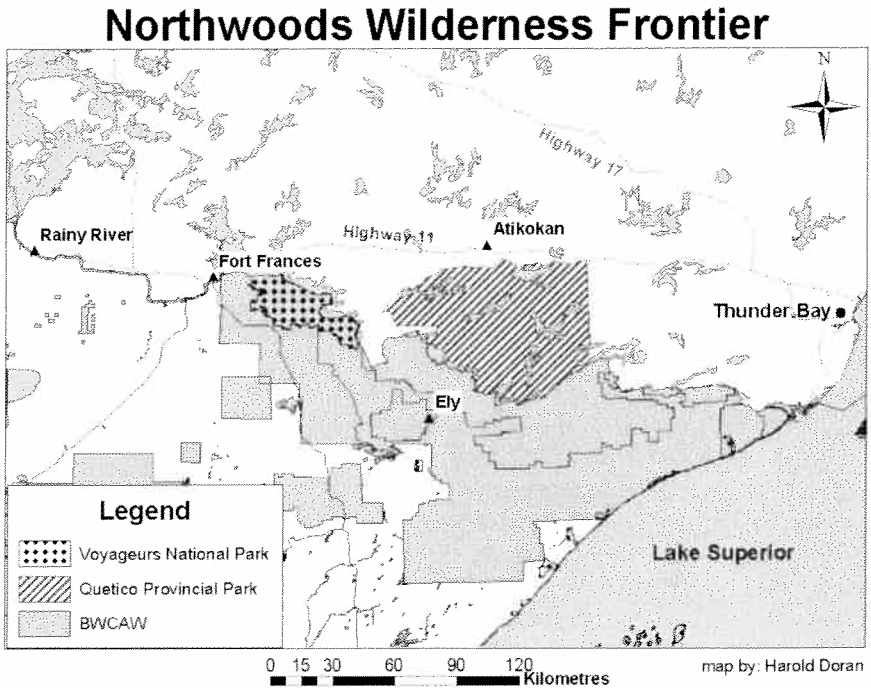 Northwoods Wilderness Frontier
N
Highway 17
Rainy River
Highway 11
Atikokan
Fort Frances
Thunder Bay
Ely
Legend
Voyageurs National Park
Quetico Provincial Park
BWCAW
Lake Superior
0 15 30 60 90 120
Kilometres
map by: Harold Doran